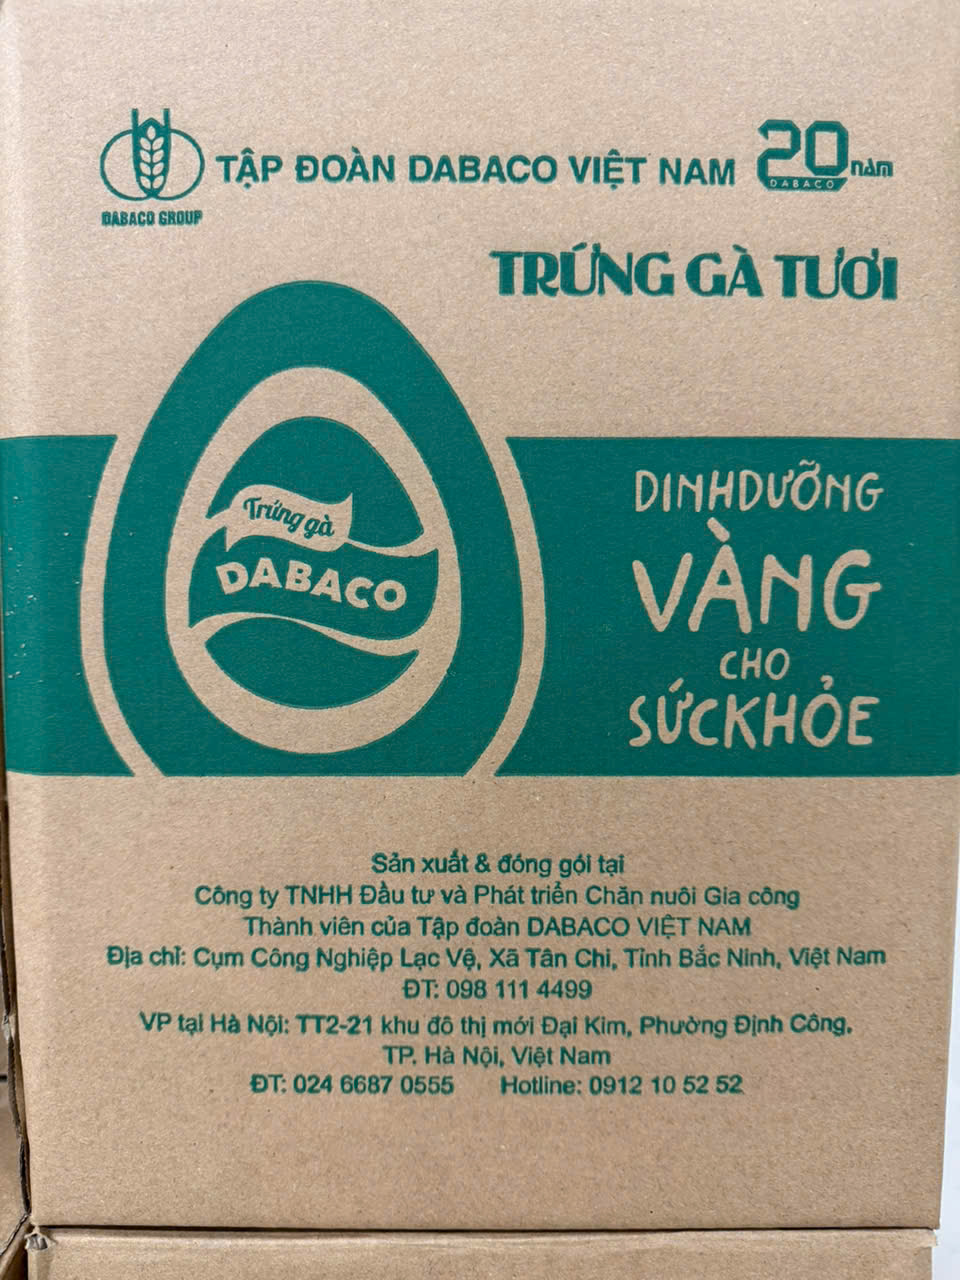 DABACO GROUP
TẬP ĐOÀN DABACO VIỆT NAM
20 năm
DABACO
TRỨNG GÀ TƯƠI
Trứng gà
DABACO
DINH DƯỠNG
VÀNG
CHO
SỨC KHỎE
Sản xuất & đóng gói tại
Công ty TNHH Đầu tư và Phát triển Chăn nuôi Gia công
Thành viên của Tập đoàn DABACO VIỆT NAM
Địa chỉ: Cụm Công Nghiệp Lạc Vệ, Xã Tân Chi, Tỉnh Bắc Ninh, Việt Nam
ĐT: 098 111 4499
VP tại Hà Nội: TT2-21 khu đô thị mới Đại Kim, Phường Định Công,
TP. Hà Nội, Việt Nam
ĐT: 024 6687 0555 Hotline: 0912 10 52 52